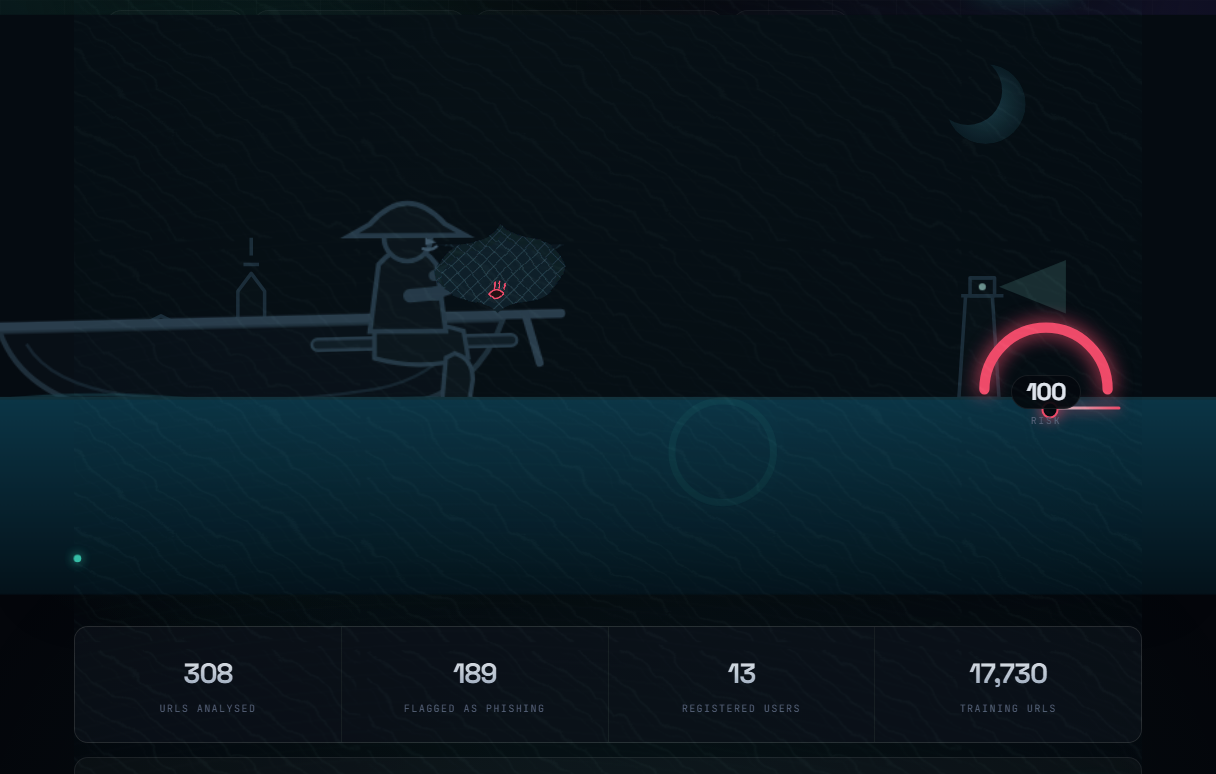 100
RISK
308
189
13
17,730
URLS ANALYSED
FLAGGED AS PHISHING
REGISTERED USERS
TRAINING URLS